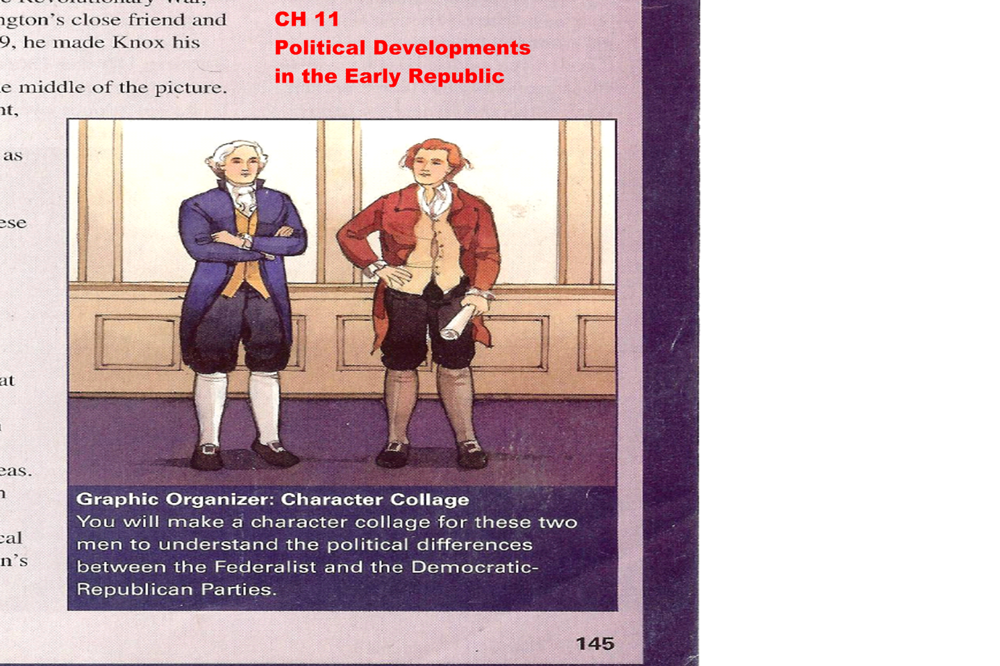 Revolutionary War,
ngton's close friend and
9, he made Knox his
e middle of the picture.
nt,
as
ese
at
eas.
n
cal
n's
CH 11
Political Developments
in the Early Republic
Graphic Organizer: Character Collage
You will make a character collage for these two
men to understand the political differences
between the Federalist and the Democratic-
Republican Parties.
145